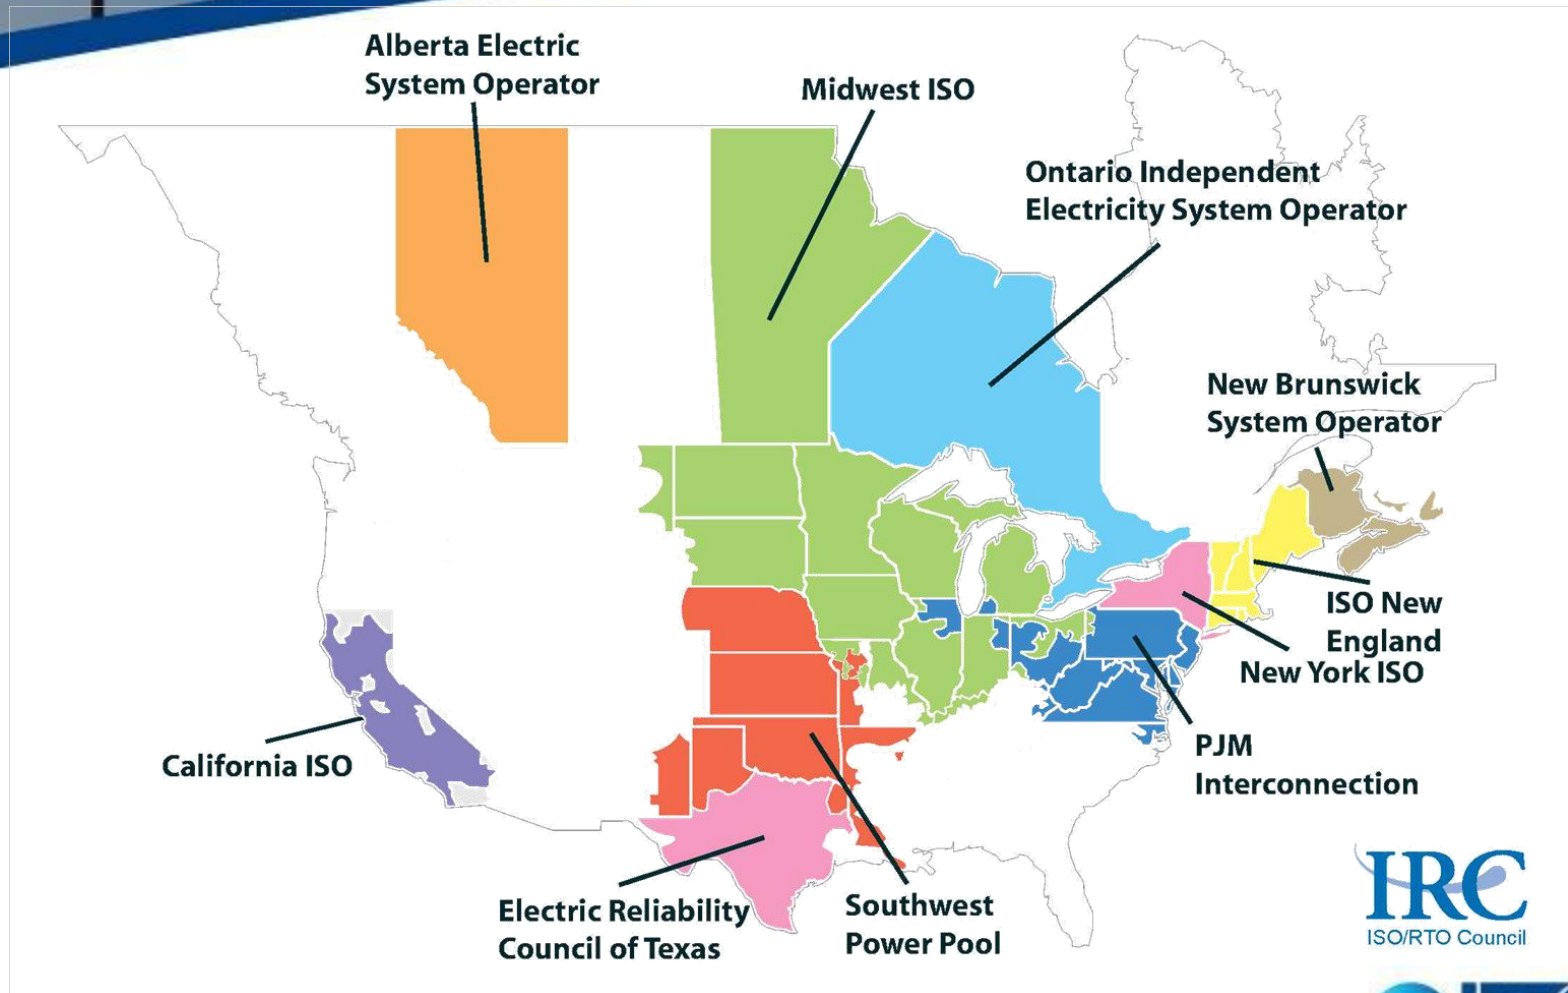 Alberta Electric
System Operator
Midwest ISO
Ontario Independent
Electricity System Operator
New Brunswick
System Operator
ISO New
England
New York ISO
PJM
Interconnection
California ISO
Electric Reliability
Council of Texas
Southwest
Power Pool
IRC
ISO/RTO Council